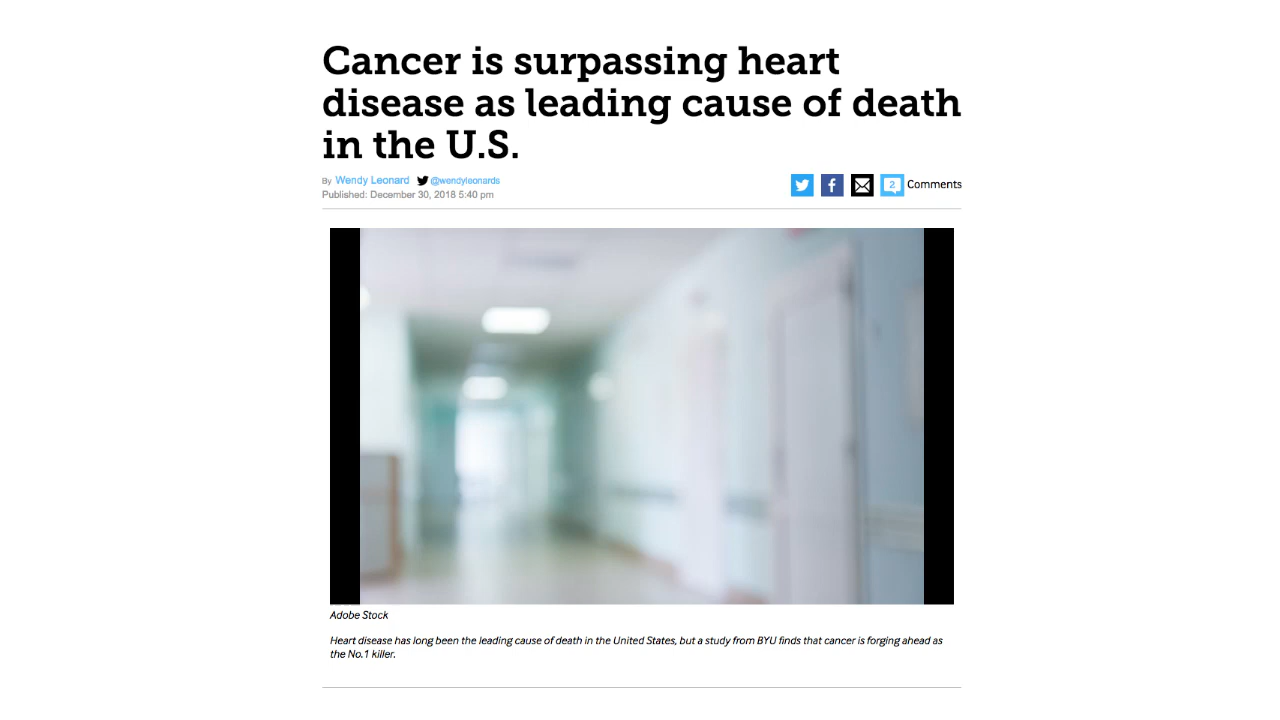 Cancer is surpassing heart
disease as leading cause of death
in the U.S.
By Wendy Leonard @wendyleonards
Published: December 30, 2018 5:40 pm
2 Comments
Adobe Stock
Heart disease has long been the leading cause of death in the United States, but a study from BYU finds that cancer is forging ahead as
the No.1 killer.